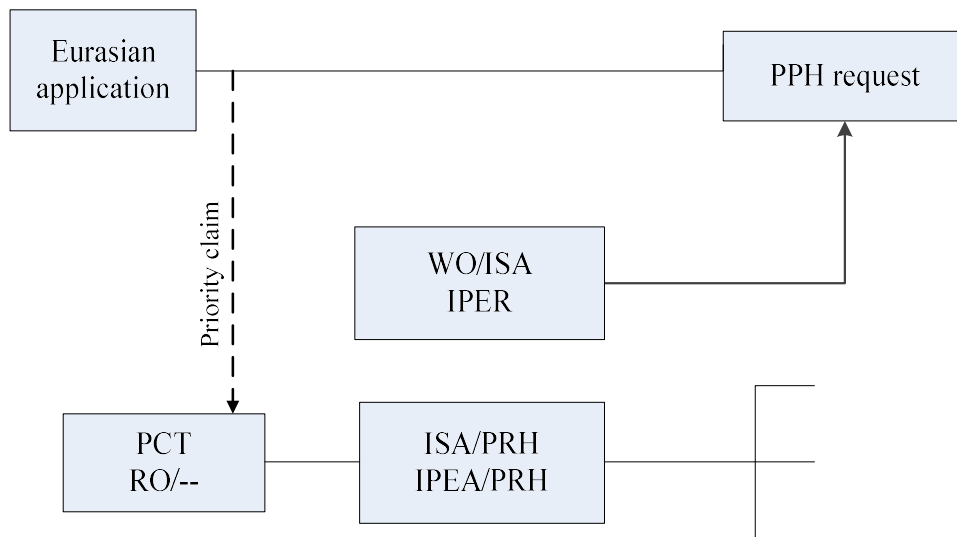 Eurasian
application
PPH request
Priority claim
WO/ISA
IPER
PCT
RO/--
ISA/PRH
IPEA/PRH